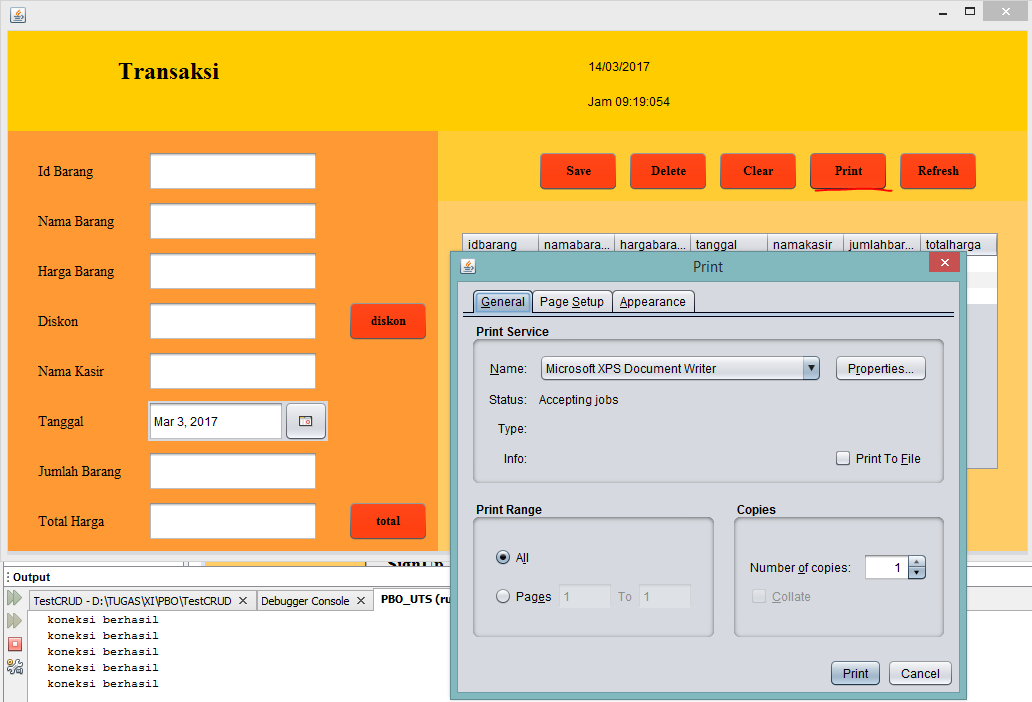 Transaksi
14/03/2017
Jam 09:19:054
Id Barang
Nama Barang
Harga Barang
Diskon
diskon
Nama Kasir
Tanggal
Mar 3, 2017
Jumlah Barang
Total Harga
total
Save
Delete
Clear
Print
Refresh
idbarang namabara... hargabara... tanggal namakasir jumlahbar... totalharga
Print
General Page Setup Appearance
Print Service
Name: Microsoft XPS Document Writer Properties...
Status: Accepting jobs
Type:
Info:
Print To File
Print Range
All
Pages 1 To 1
Copies
Number of copies: 1
Collate
Print Cancel
SignUp
Output
TestCRUD - D:\TUGAS\XI\PBO\TestCRUD Debugger Console PBO_UTS (ru
koneksi berhasil
koneksi berhasil
koneksi berhasil
koneksi berhasil
koneksi berhasil